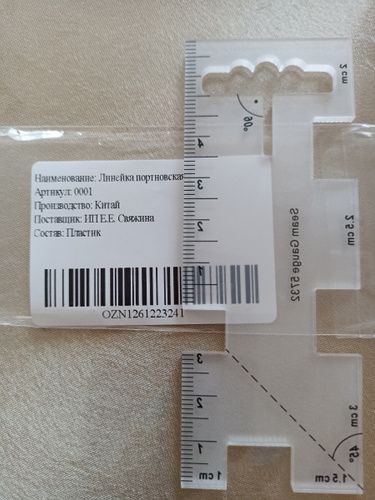 Наименование: Линейка портновская
Артикул: 0001
Производство: Китай
Поставщик: ИП Е.Е. Свяжина
Состав: Пластик
OZN1261223241
2 cm
90°
4
3
2
1
2.5 cm
Seam Gauge 5732
3
2
1
1 cm
3 cm
45°
1.5 cm